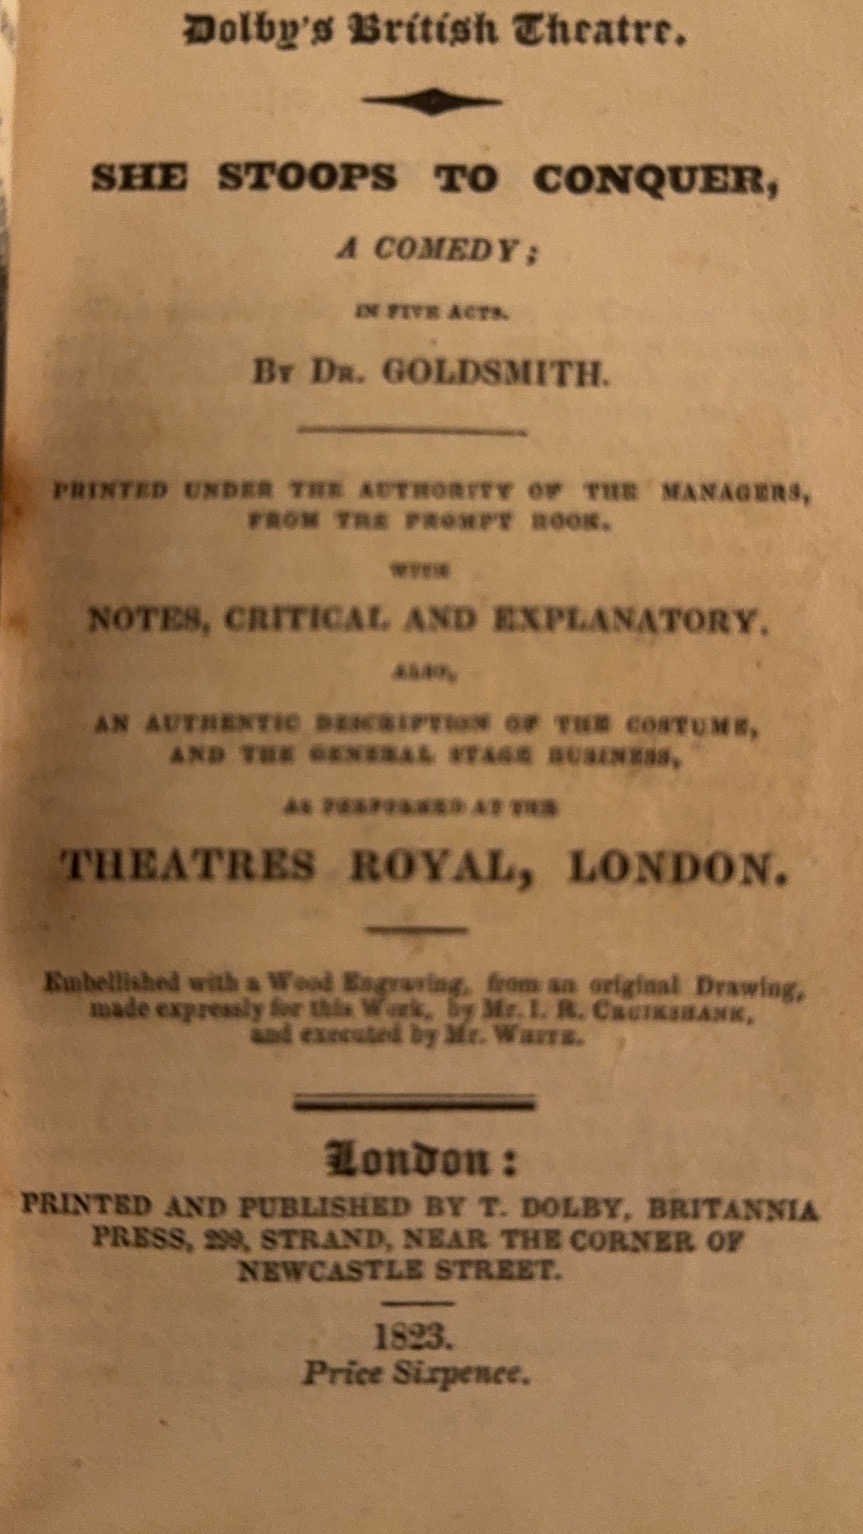 Dolby's British Theatre.
SHE STOOPS TO CONQUER,
A COMEDY;
IN FIVE ACTS.
BY DR. GOLDSMITH.
PRINTED UNDER THE AUTHORITY OF THE MANAGERS,
FROM THE PROMPT BOOK.
WITH
NOTES, CRITICAL AND EXPLANATORY.
ALSO,
AN AUTHENTIC DESCRIPTION OF THE COSTUME,
AND THE GENERAL STAGE BUSINESS,
AS PERFORMED AT THE
THEATRES ROYAL, LONDON.
Embellished with a Wood Engraving, from an original Drawing,
made expressly for this Work, by Mr. I. R. CRUIKSHANK,
and executed by Mr. WHITE.
London:
PRINTED AND PUBLISHED BY T. DOLBY, BRITANNIA
PRESS, 299, STRAND, NEAR THE CORNER OF
NEWCASTLE STREET.
1823.
Price Sixpence.